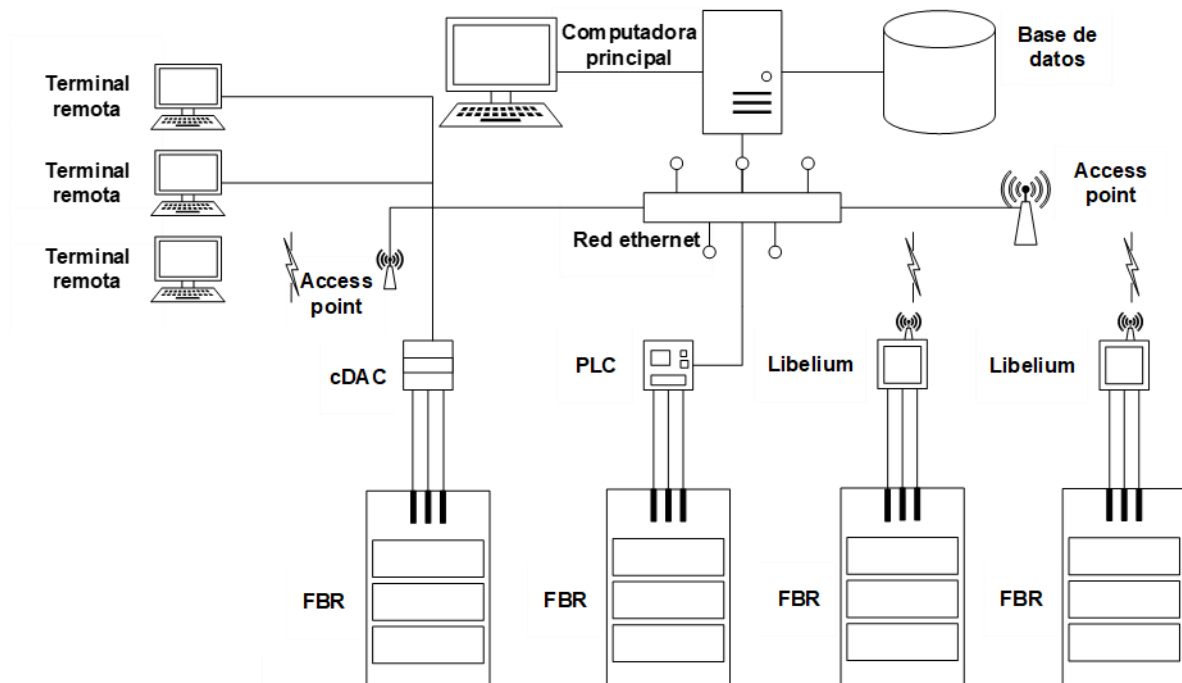 Computadora
principal
Base de
datos
Terminal
remota
Terminal
remota
Access
point
Red ethernet
Terminal
remota
Access
point
cDAC
PLC
Libelium
Libelium
FBR
FBR
FBR
FBR